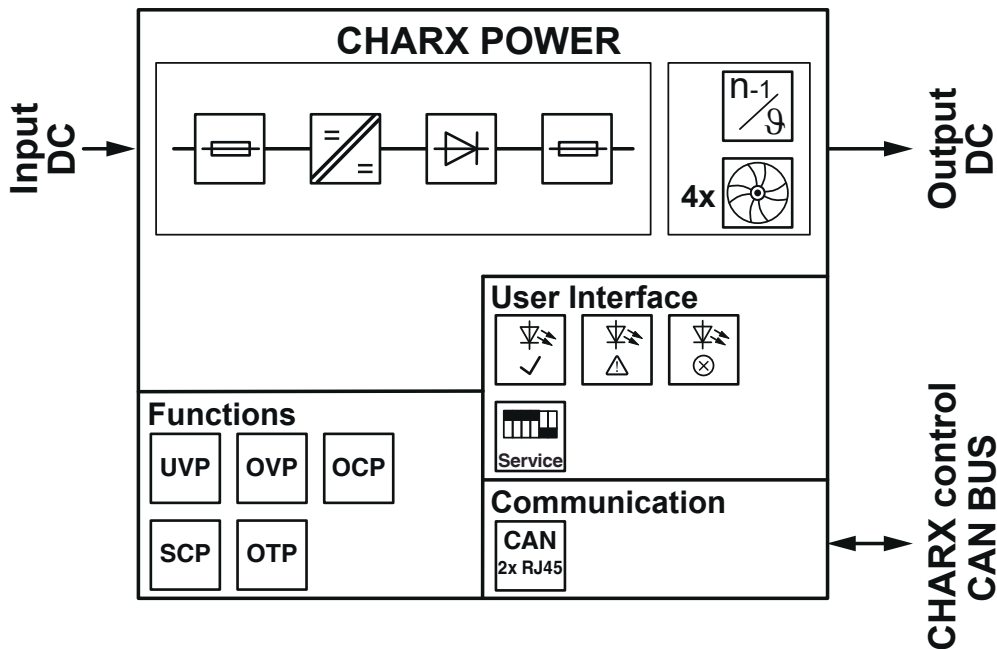 CHARX POWER
Input
DC
n-1
ϑ
4x
Output
DC
User Interface
Service
Functions
UVP
OVP
OCP
SCP
OTP
Communication
CAN
2x RJ45
CHARX control
CAN BUS